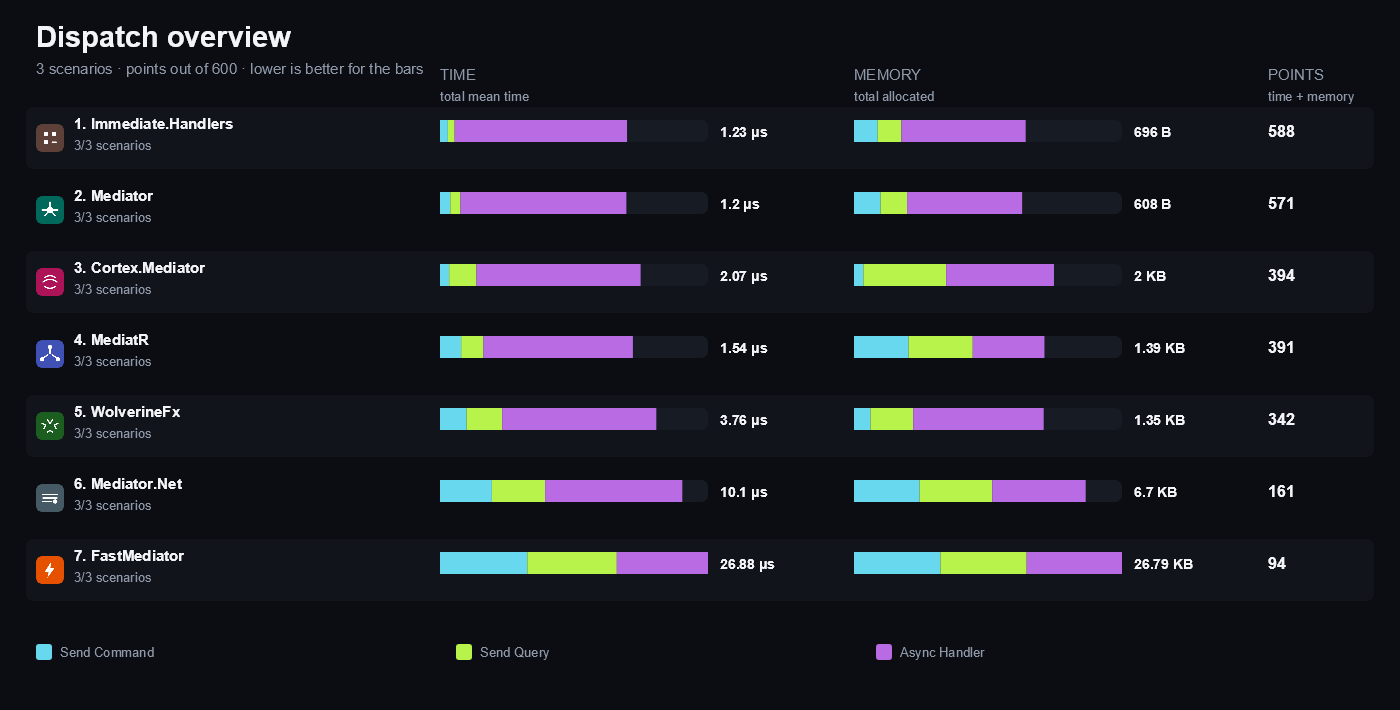 Dispatch overview
3 scenarios · points out of 600 · lower is better for the bars
TIME
total mean time
MEMORY
total allocated
POINTS
time + memory
1. Immediate.Handlers
3/3 scenarios
1.23 µs
696 B
588
2. Mediator
3/3 scenarios
1.2 µs
608 B
571
3. Cortex.Mediator
3/3 scenarios
2.07 µs
2 KB
394
4. MediatR
3/3 scenarios
1.54 µs
1.39 KB
391
5. WolverineFx
3/3 scenarios
3.76 µs
1.35 KB
342
6. Mediator.Net
3/3 scenarios
10.1 µs
6.7 KB
161
7. FastMediator
3/3 scenarios
26.88 µs
26.79 KB
94
Send Command
Send Query
Async Handler